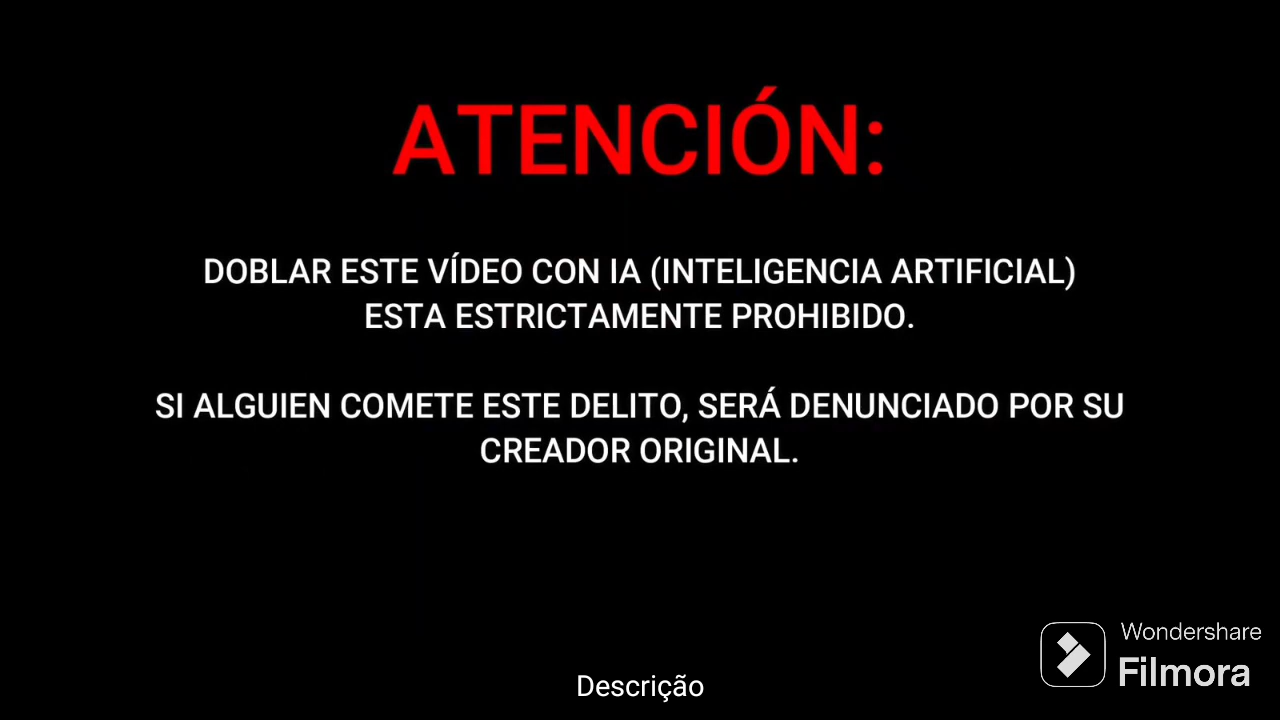 ATENCIÓN:
DOBLAR ESTE VÍDEO CON IA (INTELIGENCIA ARTIFICIAL)
ESTA ESTRICTAMENTE PROHIBIDO.
SI ALGUIEN COMETE ESTE DELITO, SERÁ DENUNCIADO POR SU
CREADOR ORIGINAL.
Wondershare
Filmora
Descrição